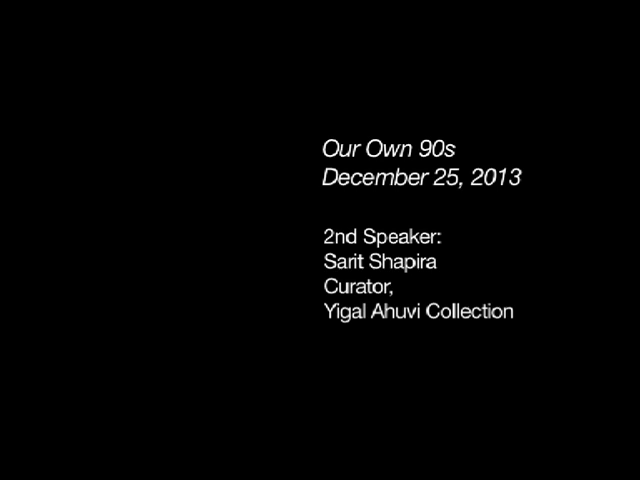 Our Own 90s
December 25, 2013
2nd Speaker:
Sarit Shapira
Curator,
Yigal Ahuvi Collection